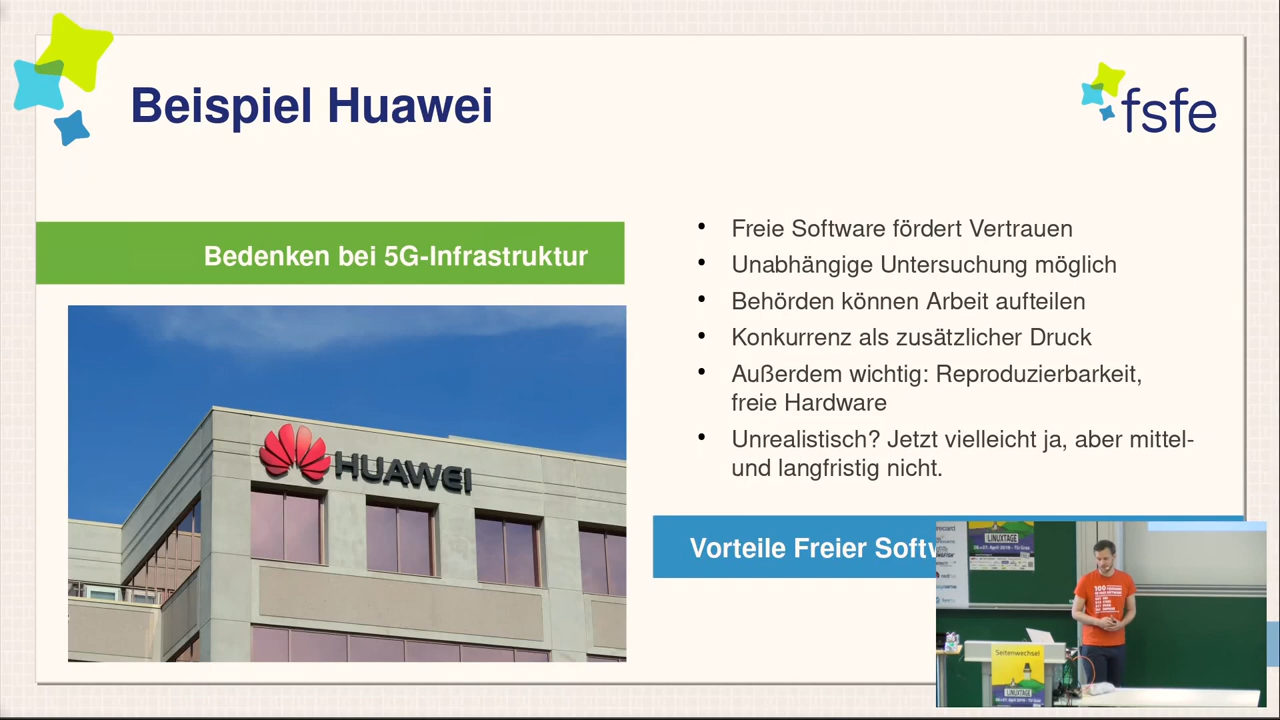 Beispiel Huawei
fsfe
Bedenken bei 5G-Infrastruktur
HUAWEI
• Freie Software fördert Vertrauen
• Unabhängige Untersuchung möglich
• Behörden können Arbeit aufteilen
• Konkurrenz als zusätzlicher Druck
• Außerdem wichtig: Reproduzierbarkeit,
freie Hardware
• Unrealistisch? Jetzt vielleicht ja, aber mittel-
und langfristig nicht.
Vorteile Freier Softw
LINUXTAGE
Seitenwechsel
LINUXTAGE